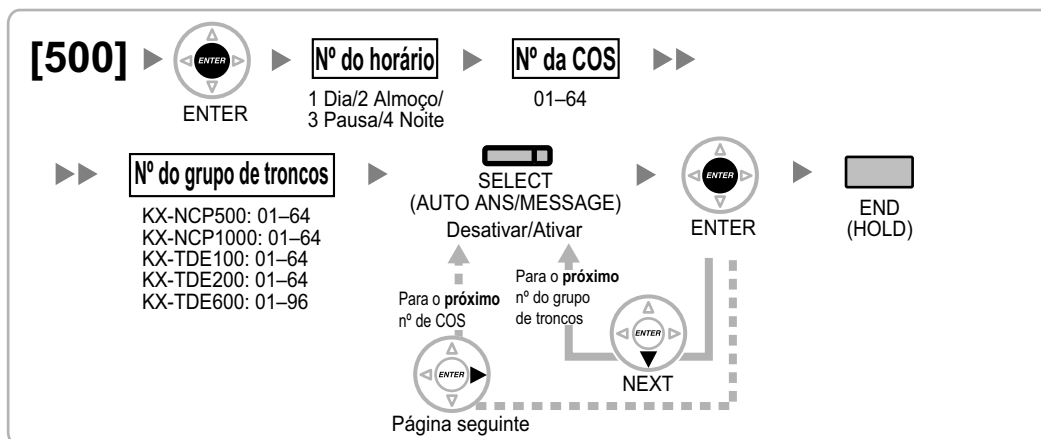 [500]
ENTER
ENTER
Nº do horário
1 Dia/2 Almoço/
3 Pausa/4 Noite
Nº da COS
01–64
Nº do grupo de troncos
KX-NCP500: 01–64
KX-NCP1000: 01–64
KX-TDE100: 01–64
KX-TDE200: 01–64
KX-TDE600: 01–96
SELECT
(AUTO ANS/MESSAGE)
Desativar/Ativar
ENTER
ENTER
END
(HOLD)
Para o próximo
nº de COS
ENTER
Página seguinte
Para o próximo
nº do grupo
de troncos
ENTER
NEXT